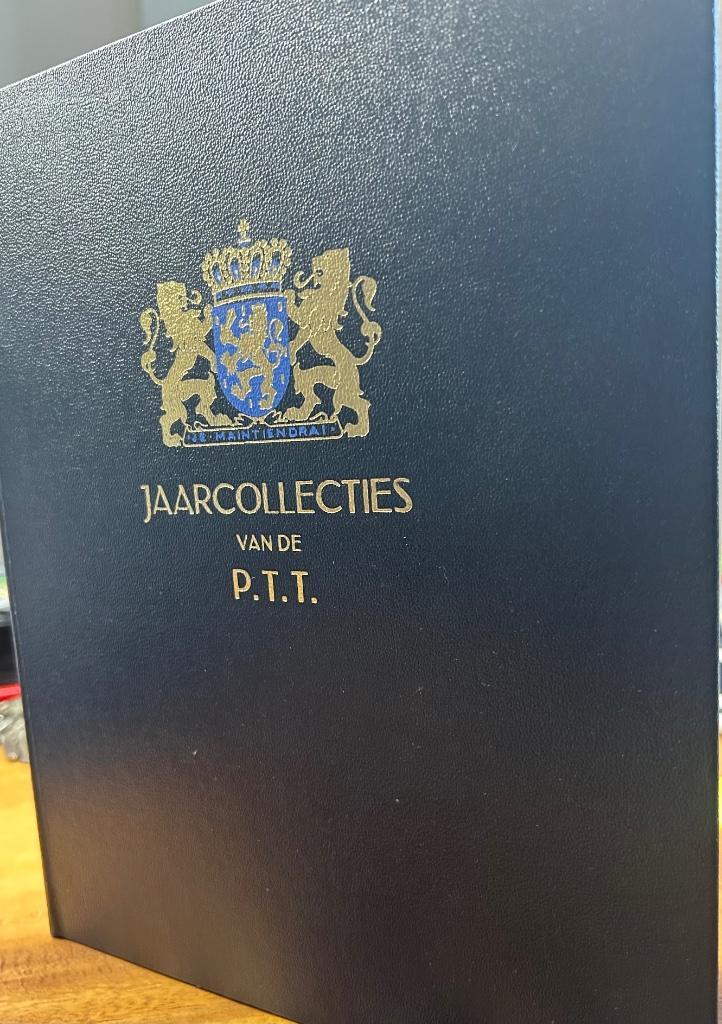 JE·MAINTIENDRAI
JAARCOLLECTIES
VAN DE
P.T.T.